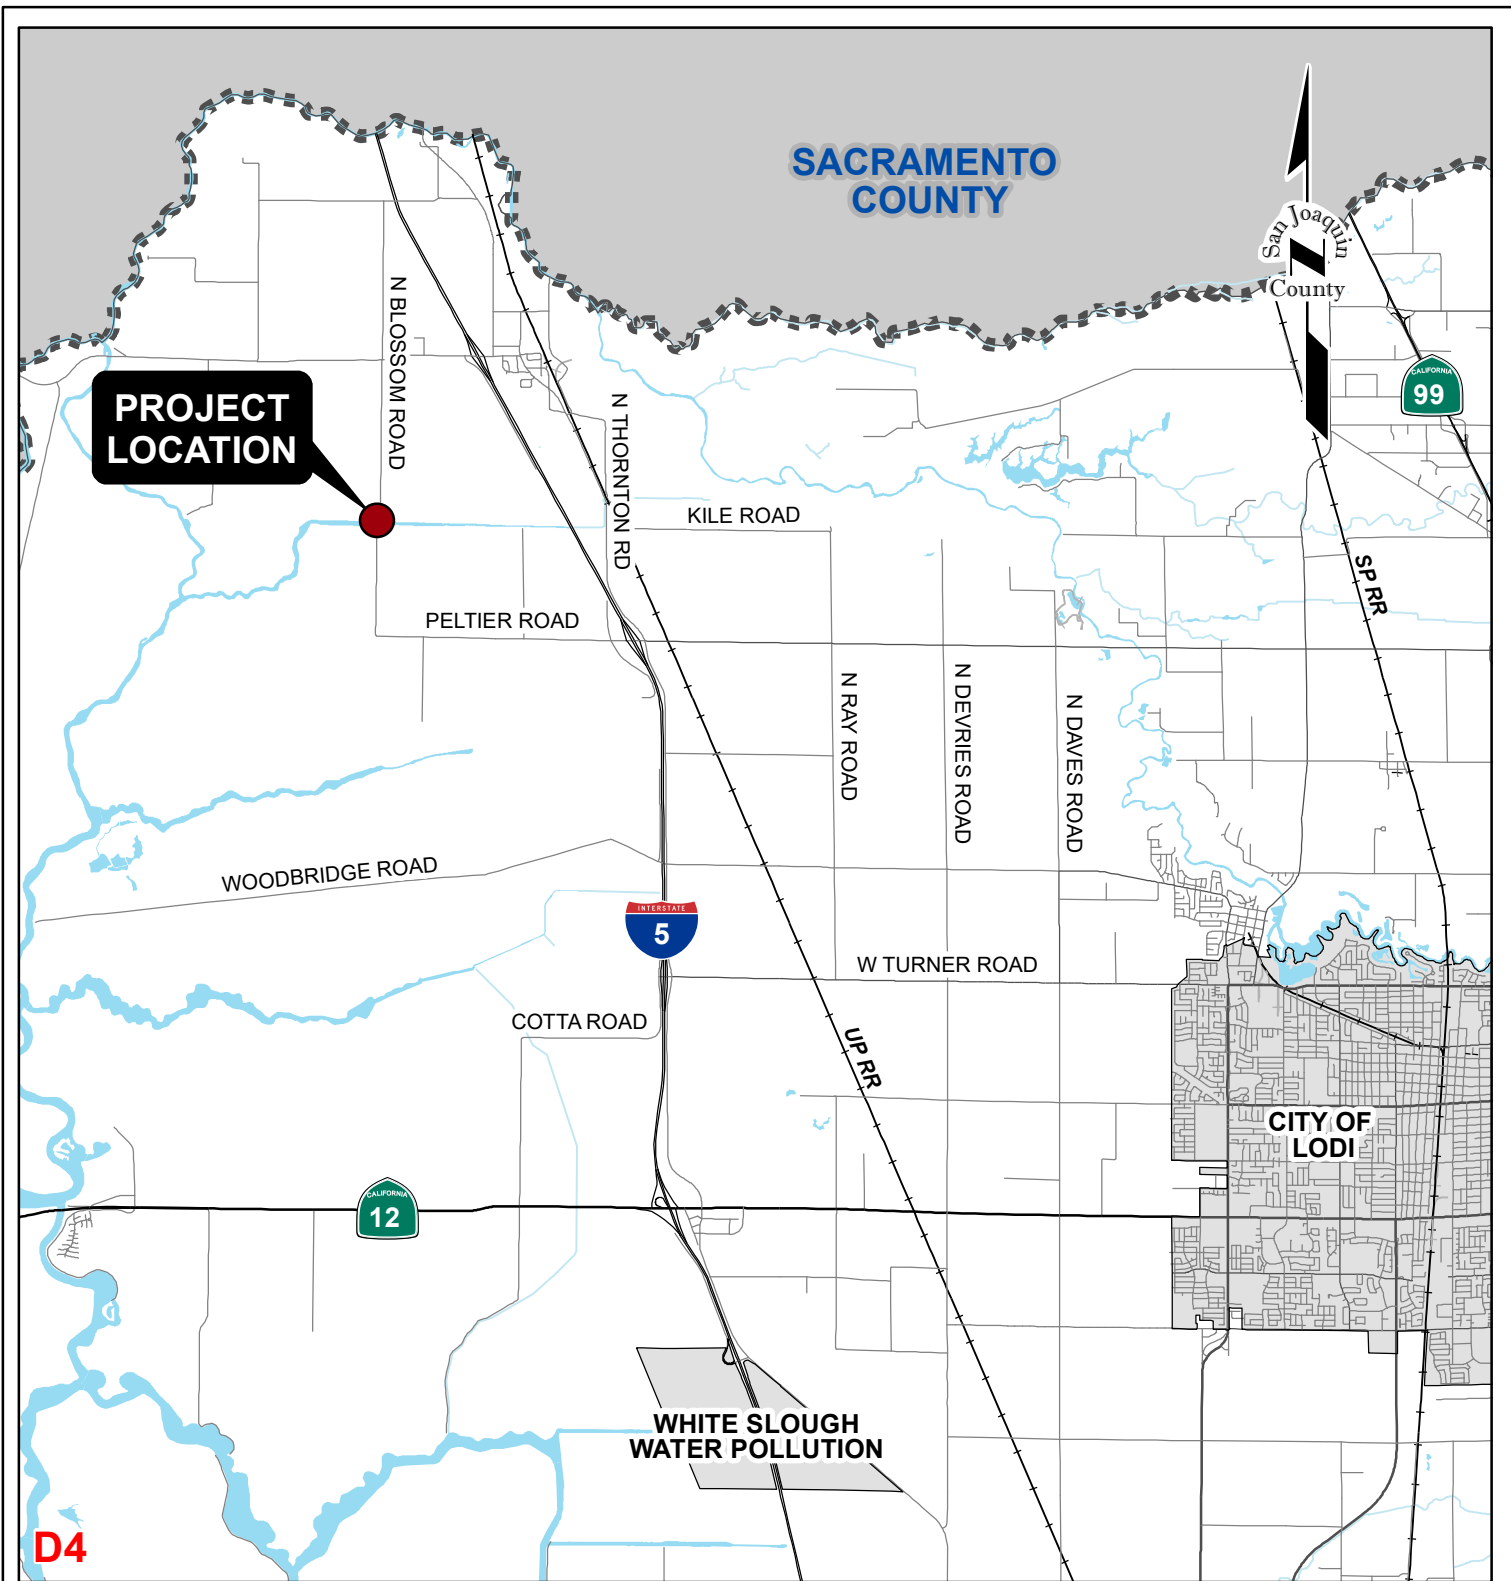 SACRAMENTO
COUNTY
San Joaquin
N
County
N BLOSSOM ROAD
CALIFORNIA
99
PROJECT
LOCATION
N THORNTON RD
KILE ROAD
SP RR
PELTIER ROAD
N RAY ROAD
N DEVRIES ROAD
N DAVES ROAD
WOODBRIDGE ROAD
INTERSTATE
5
W TURNER ROAD
COTTA ROAD
UP RR
CITY OF
LODI
CALIFORNIA
12
WHITE SLOUGH
WATER POLLUTION
D4